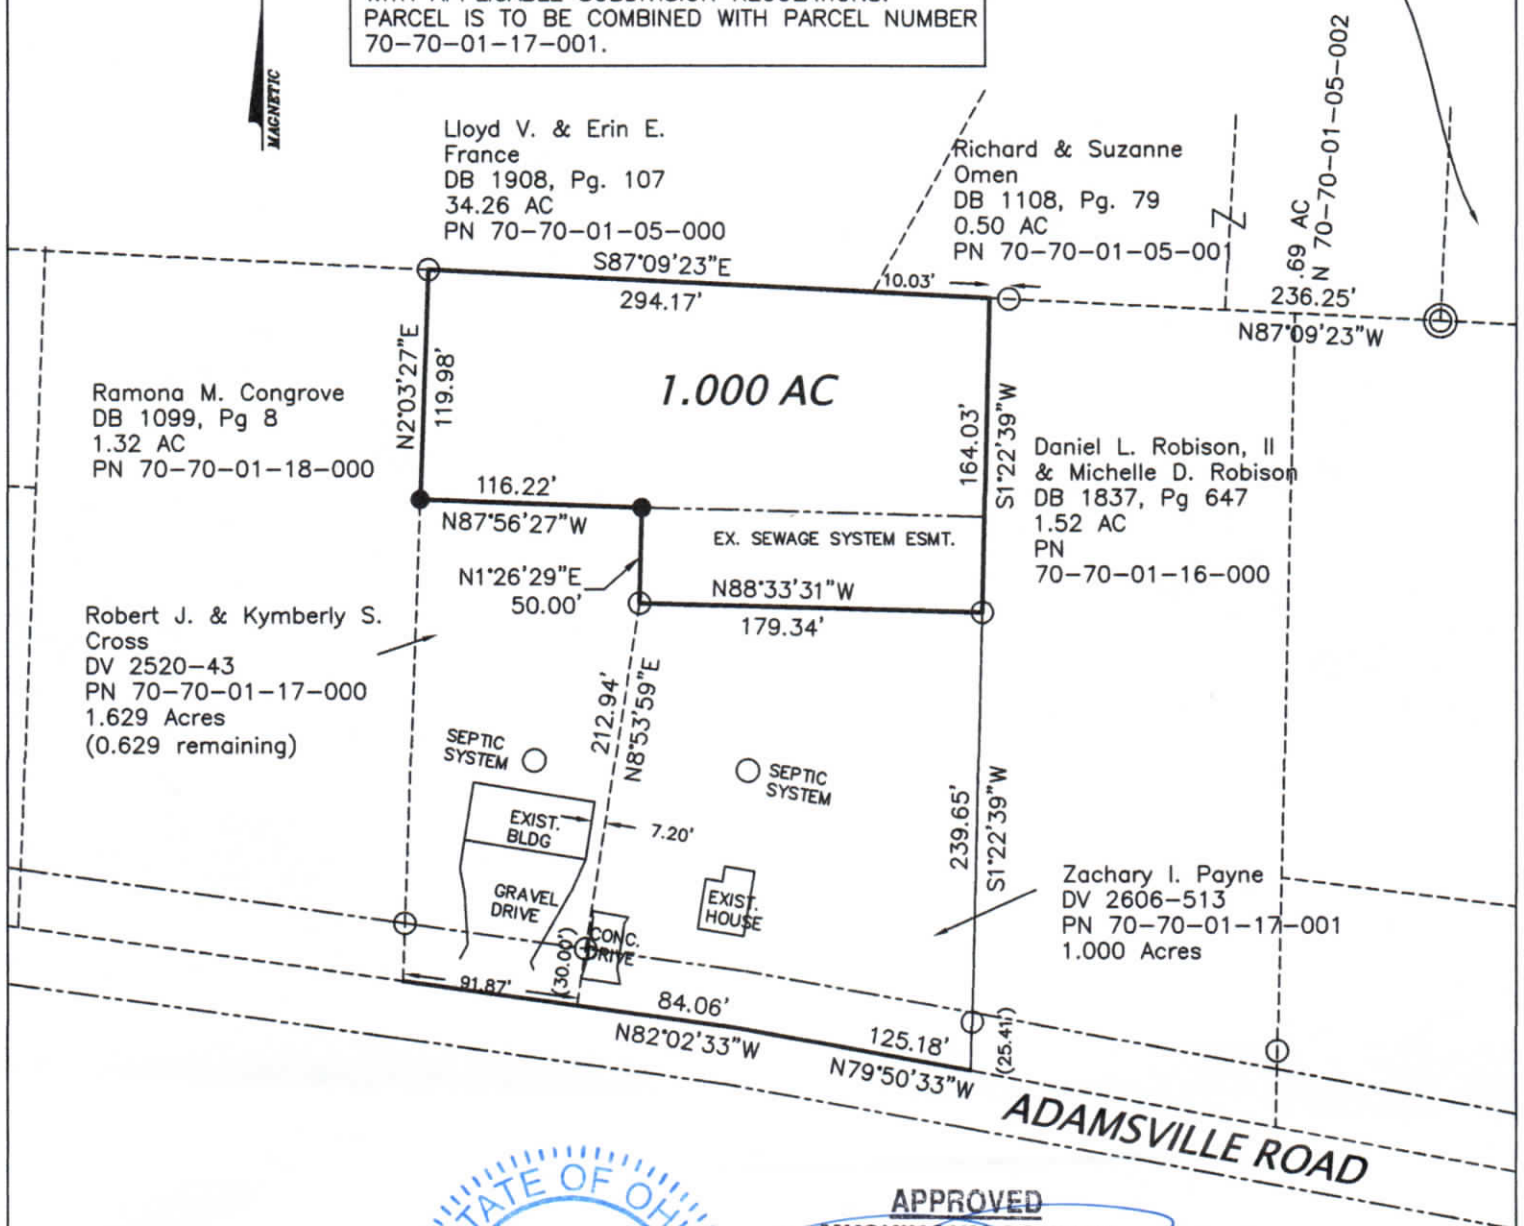 PARCEL IS TO BE COMBINED WITH PARCEL NUMBER
70-70-01-17-001.
MAGNETIC
Lloyd V. & Erin E.
France
DB 1908, Pg. 107
34.26 AC
PN 70-70-01-05-000
Richard & Suzanne
Omen
DB 1108, Pg. 79
0.50 AC
PN 70-70-01-05-001
.69 AC
N 70-70-01-05-002
S87°09'23"E
294.17'
10.03'
236.25'
N87°09'23"W
N2°03'27"E
119.98'
1.000 AC
164.03'
S1°22'39"W
Ramona M. Congrove
DB 1099, Pg 8
1.32 AC
PN 70-70-01-18-000
Daniel L. Robison, II
& Michelle D. Robison
DB 1837, Pg 647
1.52 AC
PN
70-70-01-16-000
116.22'
N87°56'27"W
EX. SEWAGE SYSTEM ESMT.
N1°26'29"E
50.00'
N88°33'31"W
179.34'
Robert J. & Kymberly S.
Cross
DV 2520-43
PN 70-70-01-17-000
1.629 Acres
(0.629 remaining)
212.94'
N8°53'59"E
SEPTIC
SYSTEM
SEPTIC
SYSTEM
EXIST.
BLDG
7.20'
239.65'
S1°22'39"W
GRAVEL
DRIVE
EXIST.
HOUSE
CONC.
DRIVE
(30.00')
Zachary I. Payne
DV 2606-513
PN 70-70-01-17-001
1.000 Acres
91.87'
84.06'
N82°02'33"W
125.18'
N79°50'33"W
(25.41')
ADAMSVILLE ROAD
STATE OF OHI
APPROVED